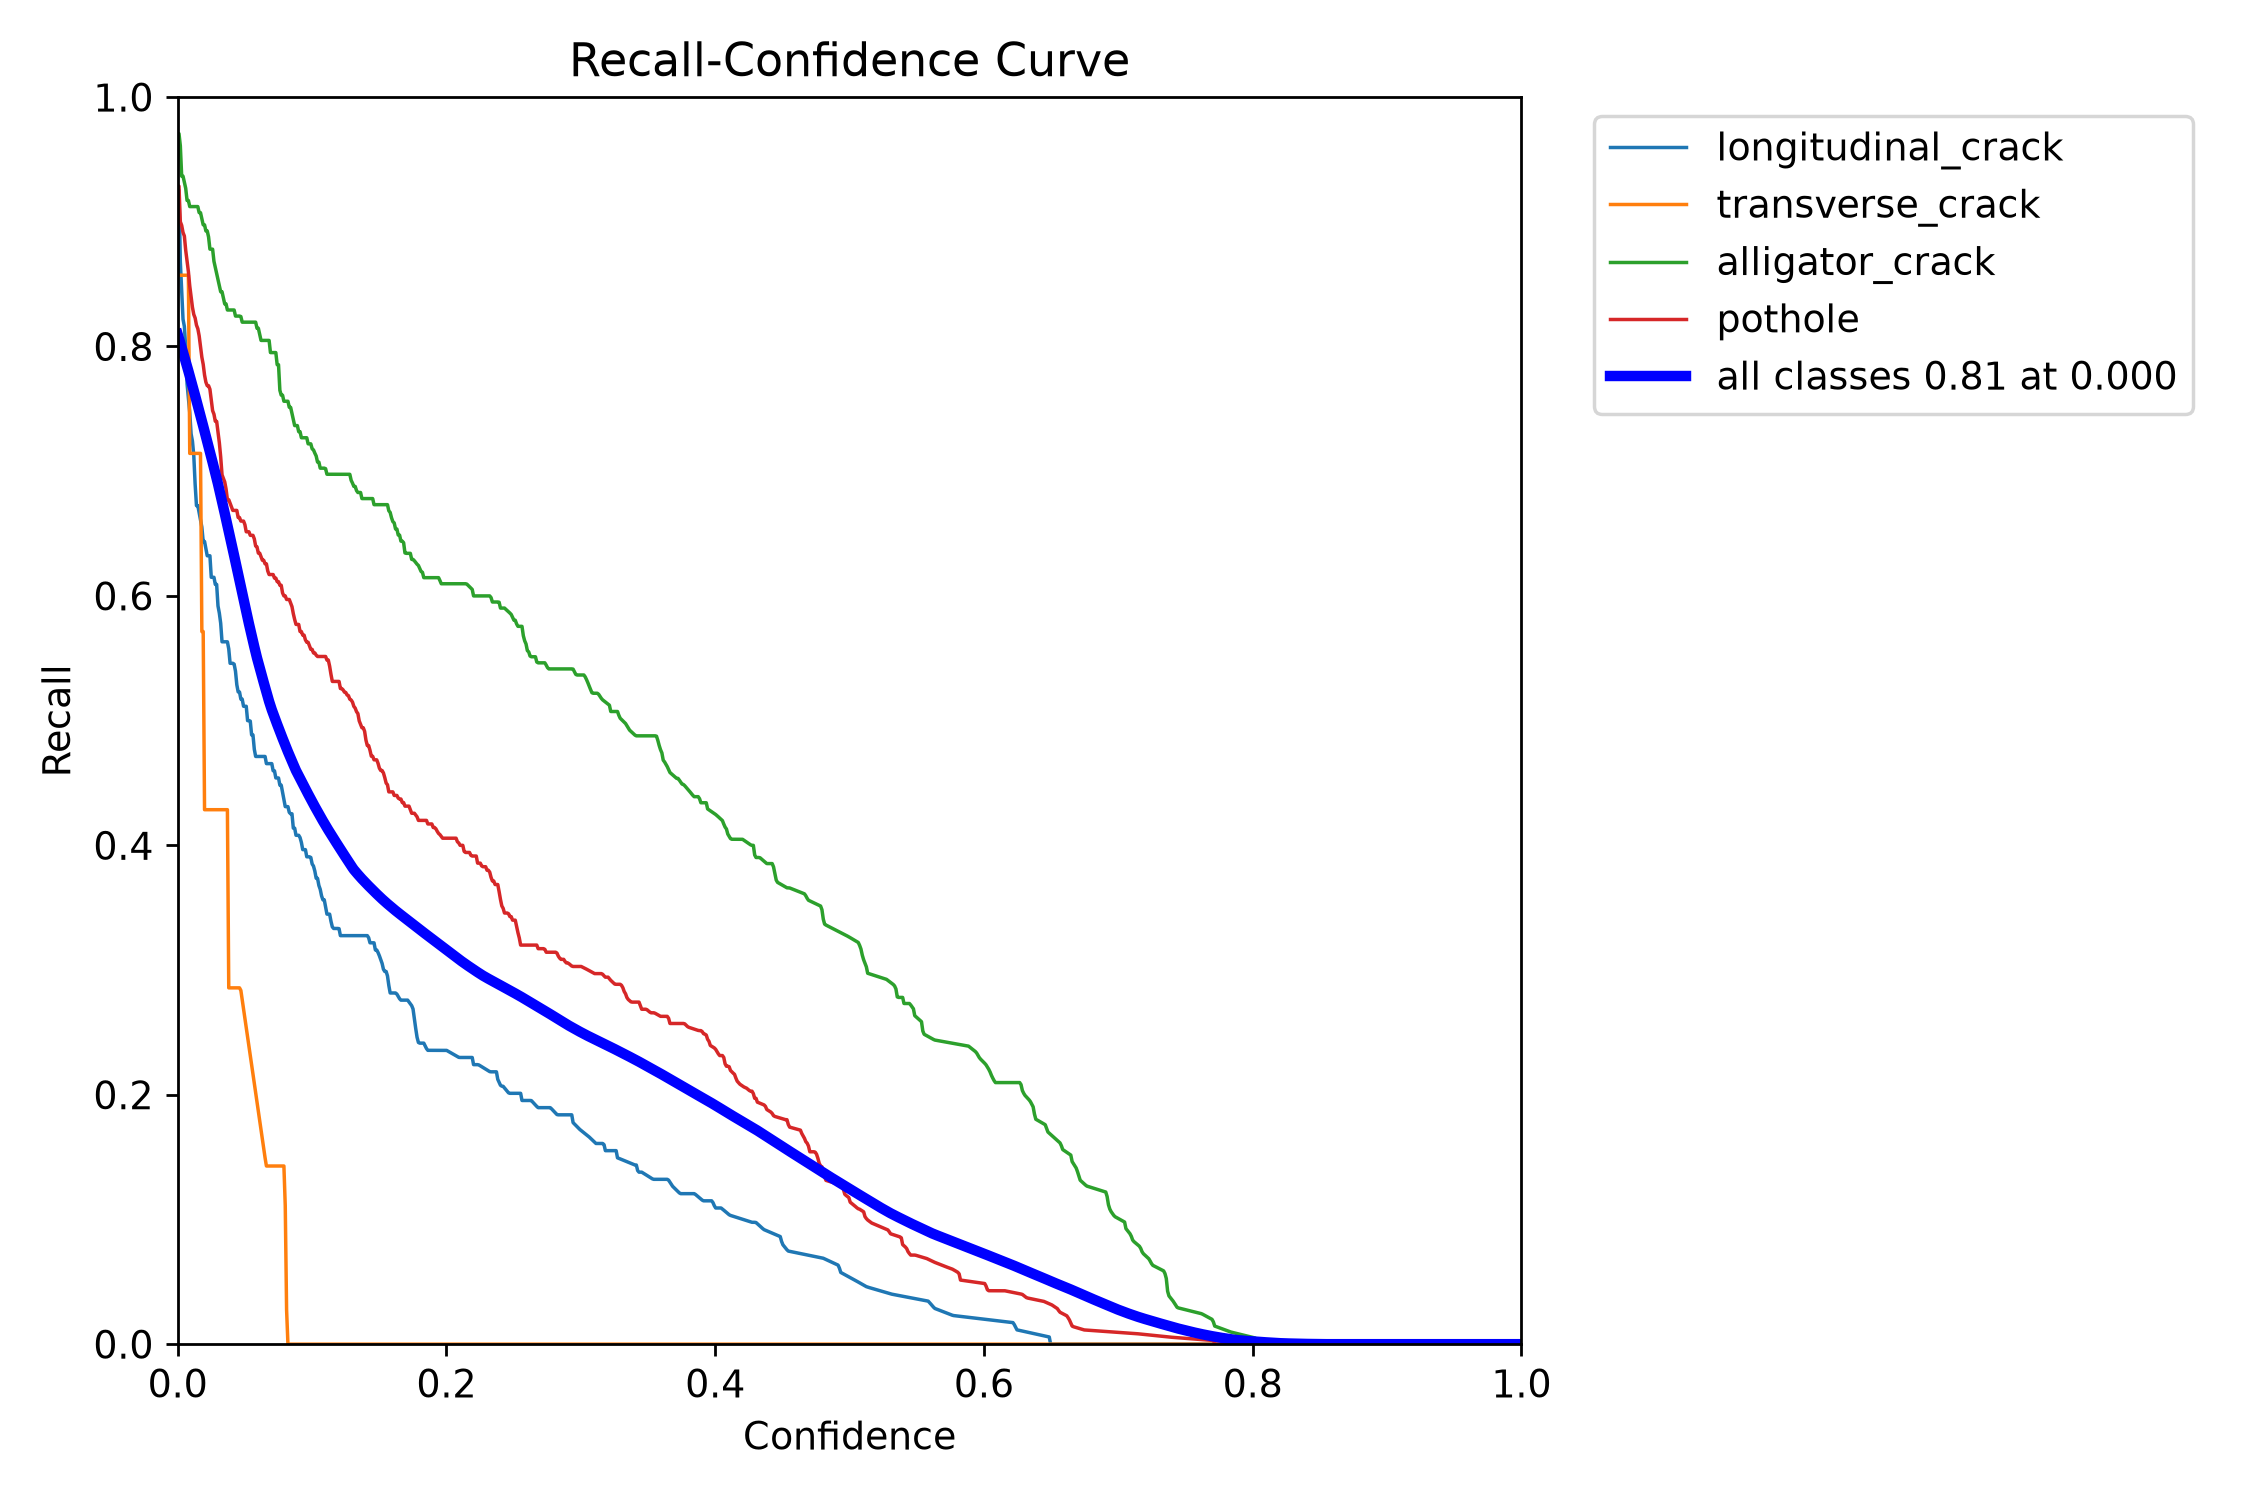 Recall-Confidence Curve
1.0
0.8
0.6
0.4
0.2
0.0
Recall
0.0 0.2 0.4 0.6 0.8 1.0
Confidence
longitudinal_crack
transverse_crack
alligator_crack
pothole
all classes 0.81 at 0.000